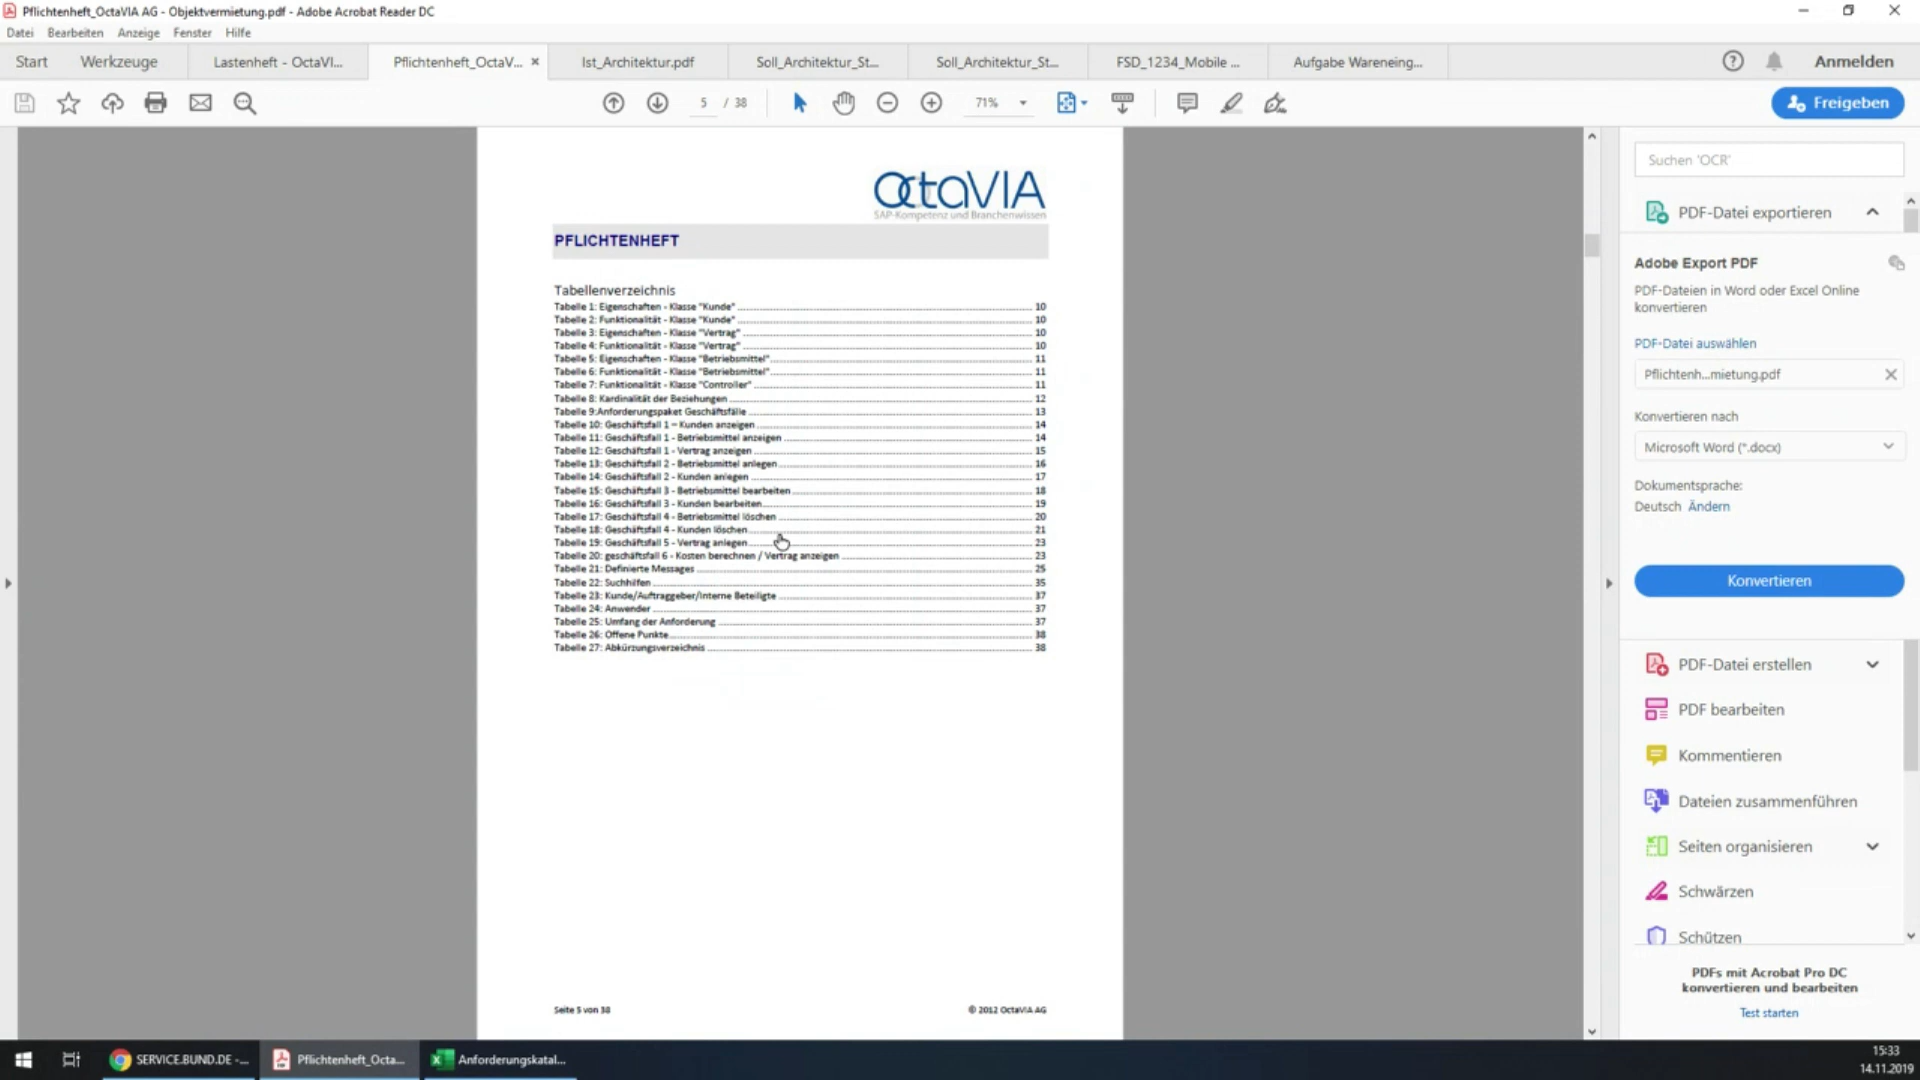 Pflichtenheft_OctaVIA AG - Objektvermietung.pdf - Adobe Acrobat Reader DC
Datei Bearbeiten Anzeige Fenster Hilfe
Start Werkzeuge Lastenheft - OctaVI... Pflichtenheft_OctaV... Ist_Architektur.pdf Soll_Architektur_St... Soll_Architektur_St... FSD_1234_Mobile ... Aufgabe Wareneing... Anmelden
5 / 38 71% Freigeben
OctaVIA
SAP-Kompetenz und Branchenwissen
PFLICHTENHEFT
Tabellenverzeichnis
Tabelle 1: Eigenschaften - Klasse "Kunde" 10
Tabelle 2: Funktionalität - Klasse "Kunde" 10
Tabelle 3: Eigenschaften - Klasse "Vertrag" 10
Tabelle 4: Funktionalität - Klasse "Vertrag" 10
Tabelle 5: Eigenschaften - Klasse "Betriebsmittel" 11
Tabelle 6: Funktionalität - Klasse "Betriebsmittel" 11
Tabelle 7: Funktionalität - Klasse "Controller" 11
Tabelle 8: Kardinalität der Beziehungen 12
Tabelle 9:Anforderungspaket Geschäftsfälle 13
Tabelle 10: Geschäftsfall 1 – Kunden anzeigen 14
Tabelle 11: Geschäftsfall 1 - Betriebsmittel anzeigen 14
Tabelle 12: Geschäftsfall 1 - Vertrag anzeigen 15
Tabelle 13: Geschäftsfall 2 - Betriebsmittel anlegen 16
Tabelle 14: Geschäftsfall 2 - Kunden anlegen 17
Tabelle 15: Geschäftsfall 3 - Betriebsmittel bearbeiten 18
Tabelle 16: Geschäftsfall 3 - Kunden bearbeiten 19
Tabelle 17: Geschäftsfall 4 - Betriebsmittel löschen 20
Tabelle 18: Geschäftsfall 4 - Kunden löschen 21
Tabelle 19: Geschäftsfall 5 - Vertrag anlegen 23
Tabelle 20: geschäftsfall 6 - Kosten berechnen / Vertrag anzeigen 23
Tabelle 21: Definierte Messages 25
Tabelle 22: Suchhilfen 35
Tabelle 23: Kunde/Auftraggeber/Interne Beteiligte 37
Tabelle 24: Anwender 37
Tabelle 25: Umfang der Anforderung 37
Tabelle 26: Offene Punkte 38
Tabelle 27: Abkürzungsverzeichnis 38
Seite 5 von 38 © 2012 OctaVIA AG
Suchen 'OCR'
PDF-Datei exportieren
Adobe Export PDF
PDF-Dateien in Word oder Excel Online
konvertieren
PDF-Datei auswählen
Pflichtenh...mietung.pdf
Konvertieren nach
Microsoft Word (*.docx)
Dokumentsprache:
Deutsch Ändern
Konvertieren
PDF-Datei erstellen
PDF bearbeiten
Kommentieren
Dateien zusammenführen
Seiten organisieren
Schwärzen
Schützen
PDFs mit Acrobat Pro DC
konvertieren und bearbeiten
Test starten
SERVICE.BUND.DE -... Pflichtenheft_Octa... Anforderungskatal...
15:33
14.11.2019